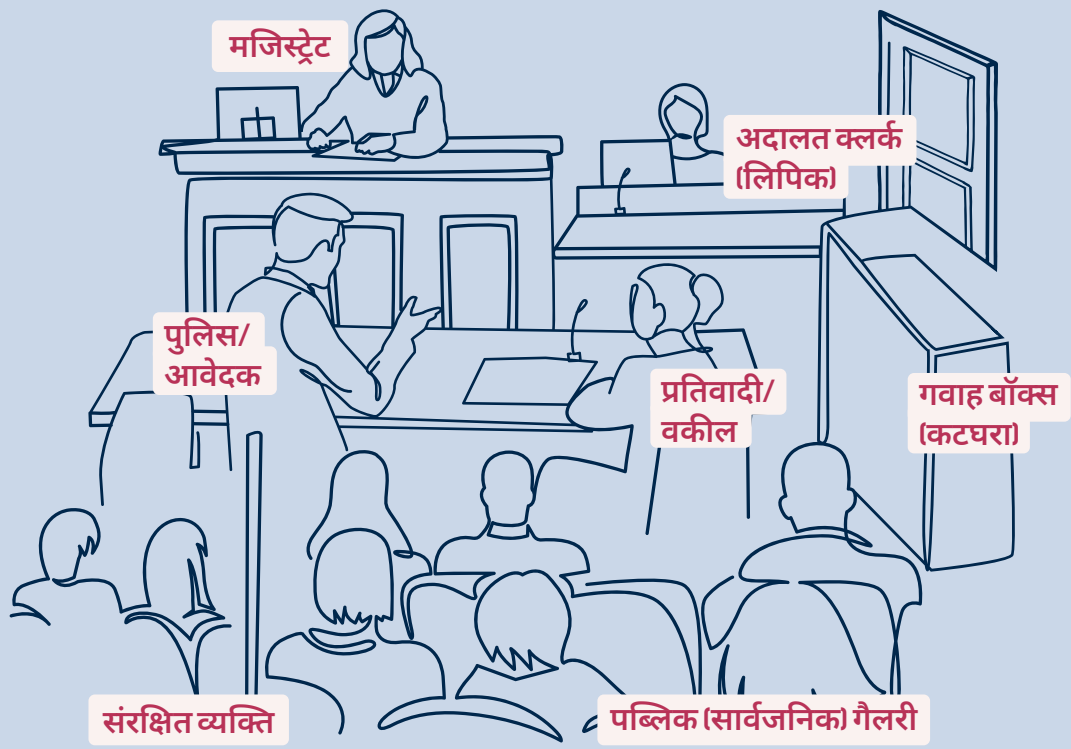 मजिस्ट्रेट
अदालत क्लर्क
(लिपिक)
पुलिस/
आवेदक
प्रतिवादी/
वकील
गवाह बॉक्स
(कटघरा)
संरक्षित व्यक्ति
पब्लिक (सार्वजनिक) गैलरी